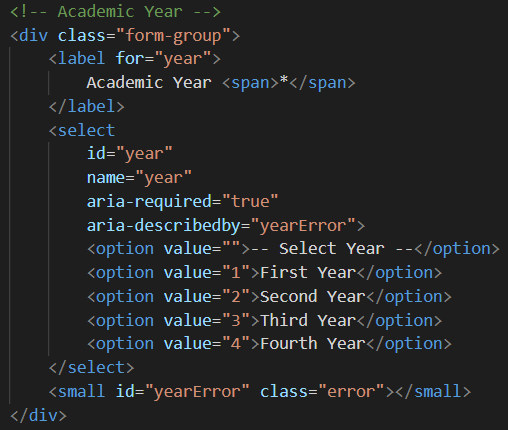 <!-- Academic Year -->
<div class="form-group">
    <label for="year">
        Academic Year <span>*</span>
    </label>
    <select
        id="year"
        name="year"
        aria-required="true"
        aria-describedby="yearError">
        <option value="">-- Select Year --</option>
        <option value="1">First Year</option>
        <option value="2">Second Year</option>
        <option value="3">Third Year</option>
        <option value="4">Fourth Year</option>
    </select>
    <small id="yearError" class="error"></small>
</div>